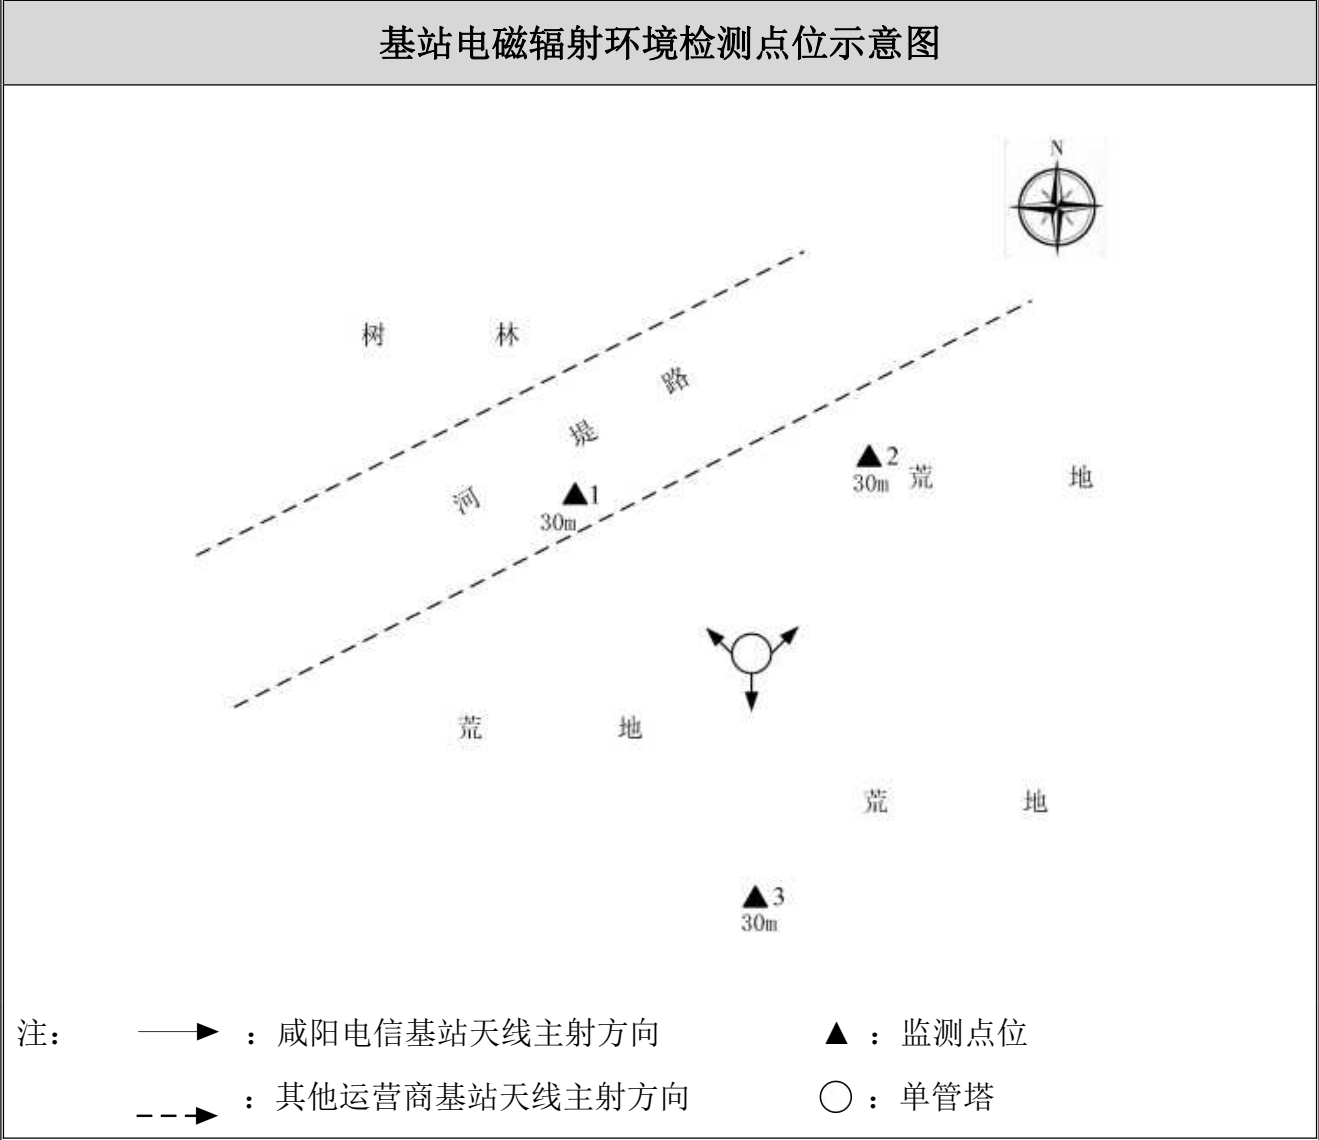 基站电磁辐射环境检测点位示意图
N
树 林
路
堤
河
▲1
30m
▲2
30m
荒 地
荒 地
荒 地
▲3
30m
注： ：咸阳电信基站天线主射方向 ▲：监测点位
：其他运营商基站天线主射方向 ○：单管塔